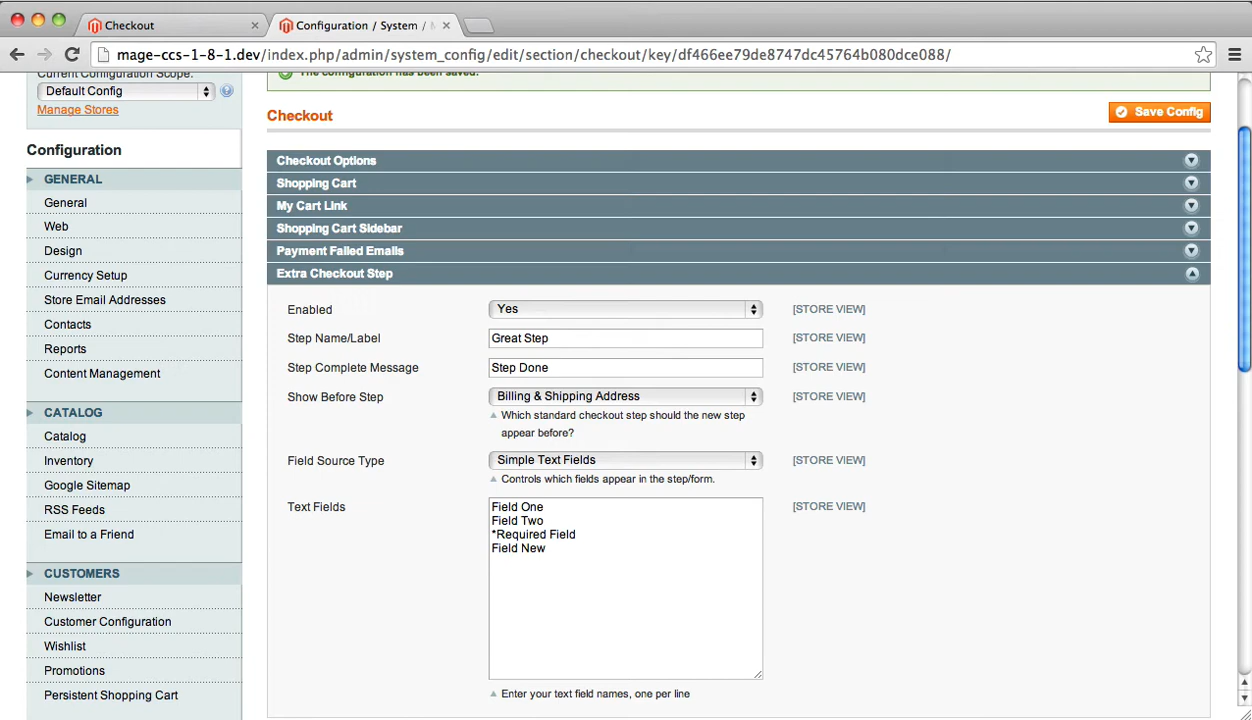 Checkout
Configuration / System /
mage-ccs-1-8-1.dev/index.php/admin/system_config/edit/section/checkout/key/df466ee79de8747dc45764b080dce088/
Current Configuration Scope:
Default Config
Manage Stores
Configuration
GENERAL
General
Web
Design
Currency Setup
Store Email Addresses
Contacts
Reports
Content Management
CATALOG
Catalog
Inventory
Google Sitemap
RSS Feeds
Email to a Friend
CUSTOMERS
Newsletter
Customer Configuration
Wishlist
Promotions
Persistent Shopping Cart
The configuration has been saved.
Checkout
Save Config
Checkout Options
Shopping Cart
My Cart Link
Shopping Cart Sidebar
Payment Failed Emails
Extra Checkout Step
Enabled Yes [STORE VIEW]
Step Name/Label Great Step [STORE VIEW]
Step Complete Message Step Done [STORE VIEW]
Show Before Step Billing & Shipping Address [STORE VIEW]
Which standard checkout step should the new step
appear before?
Field Source Type Simple Text Fields [STORE VIEW]
Controls which fields appear in the step/form.
Text Fields Field One [STORE VIEW]
Field Two
*Required Field
Field New
Enter your text field names, one per line